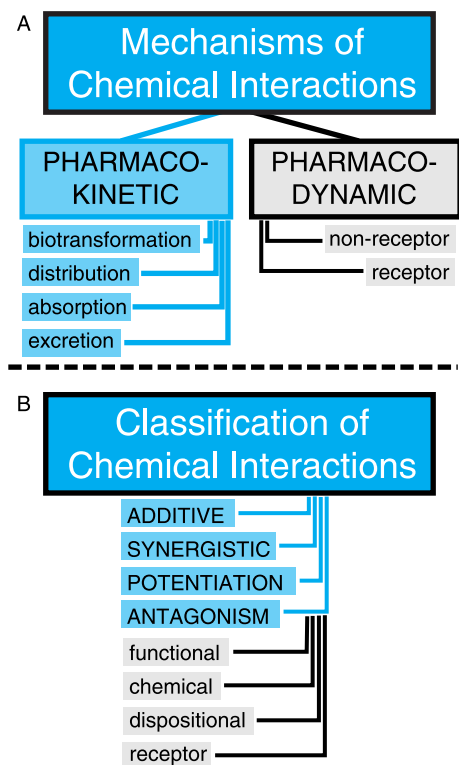 A
Mechanisms of
Chemical Interactions
PHARMACO-
KINETIC
biotransformation
distribution
absorption
excretion
PHARMACO-
DYNAMIC
non-receptor
receptor
B
Classification of
Chemical Interactions
ADDITIVE
SYNERGISTIC
POTENTIATION
ANTAGONISM
functional
chemical
dispositional
receptor